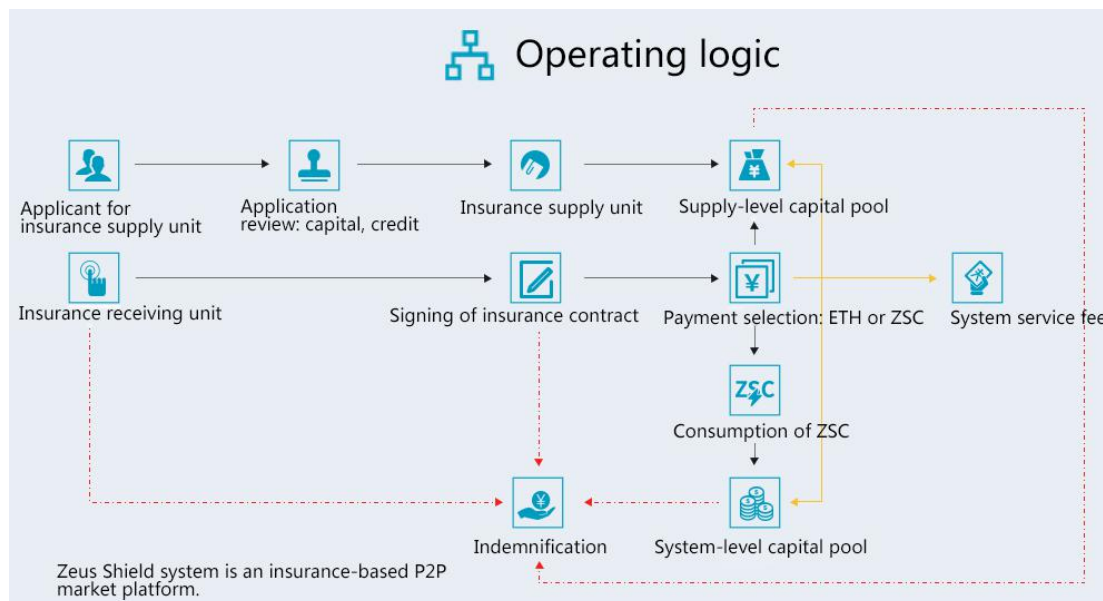 Operating logic
Applicant for
insurance supply unit
Application
review: capital, credit
Insurance supply unit
Supply-level capital pool
¥
Insurance receiving unit
Signing of insurance contract
¥
Payment selection: ETH or ZSC
System service fee
ZSC
Consumption of ZSC
¥
Indemnification
System-level capital pool
Zeus Shield system is an insurance-based P2P
market platform.